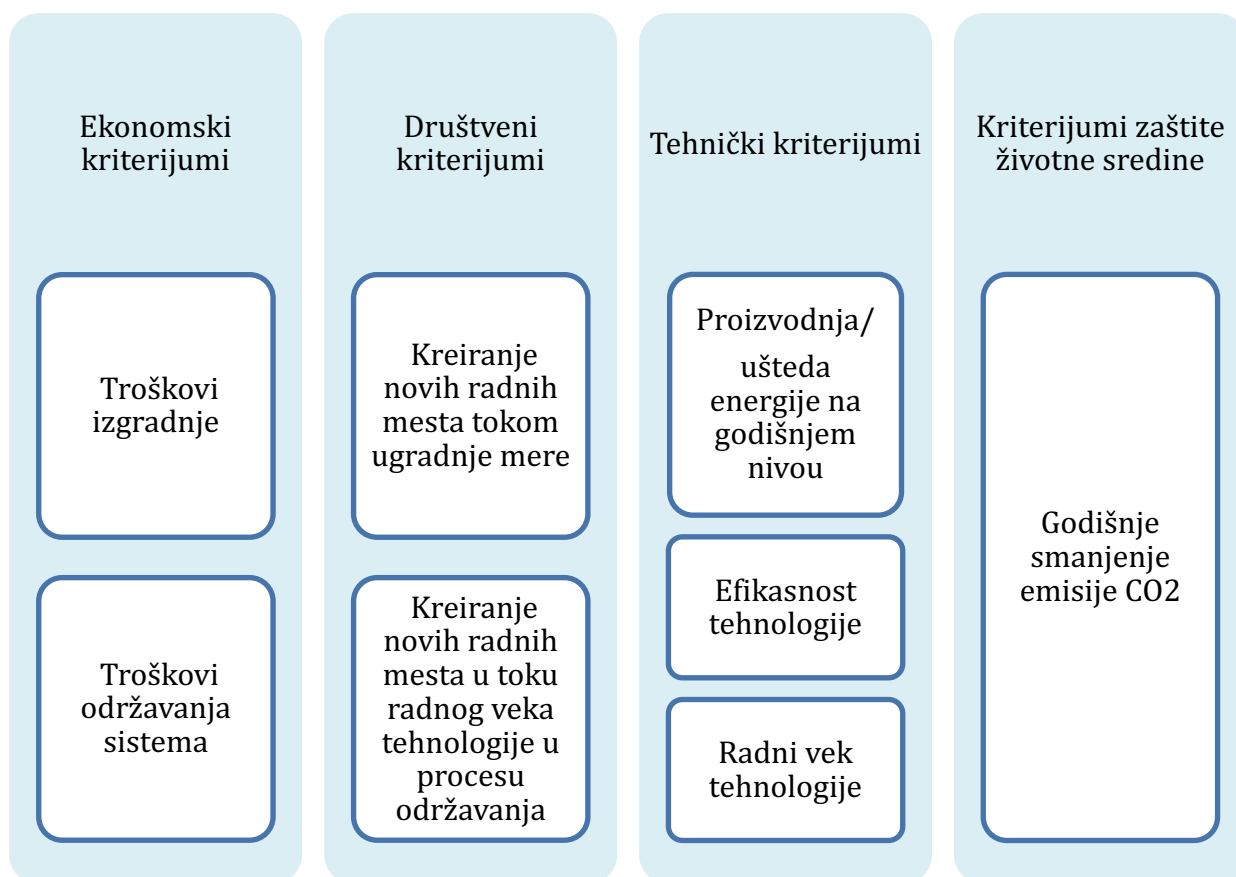 Ekonomski
kriterijumi
Troškovi
izgradnje
Troškovi
održavanja
sistema
Društveni
kriterijumi
Kreiranje
novih radnih
mesta tokom
ugradnje mere
Kreiranje
novih radnih
mesta u toku
radnog veka
tehnologije u
procesu
održavanja
Tehnički kriterijumi
Proizvodnja/
ušteda
energije na
godišnjem
nivou
Efikasnost
tehnologije
Radni vek
tehnologije
Kriterijumi zaštite
životne sredine
Godišnje
smanjenje
emisije CO2